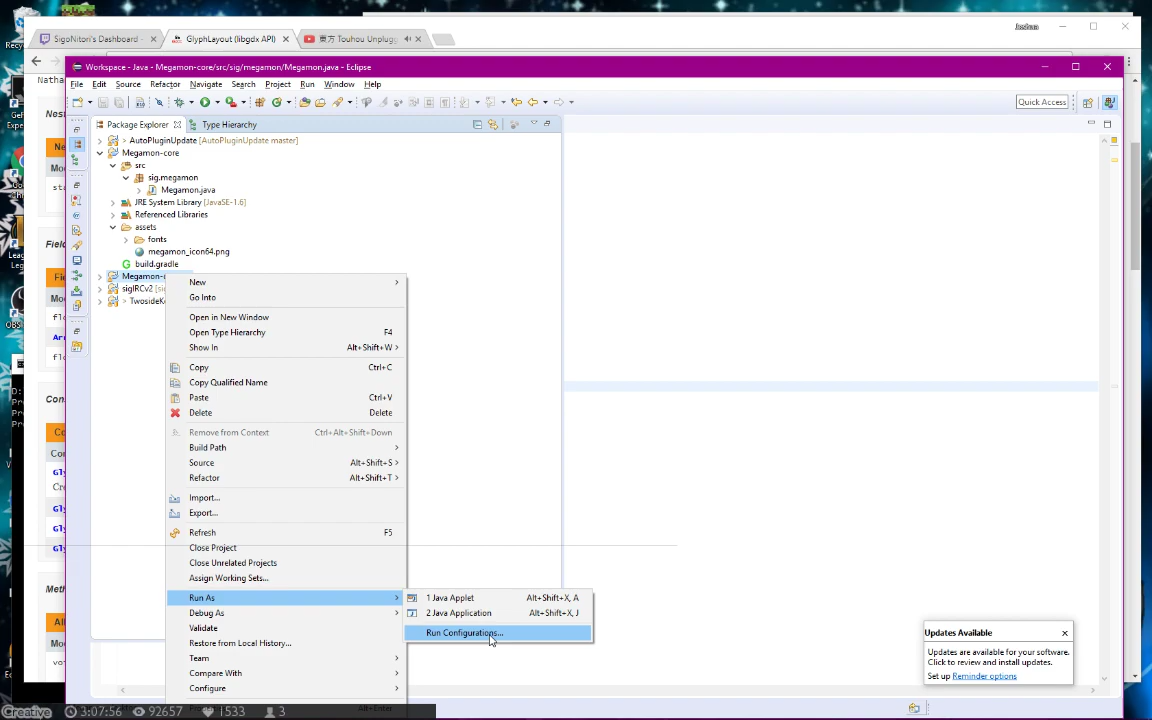 Joshua
SigoNitori's Dashboard -
GlyphLayout (libgdx API)
東方 Touhou Unplugg
Workspace - Java - Megamon-core/src/sig/megamon/Megamon.java - Eclipse
File Edit Source Refactor Navigate Search Project Run Window Help
Quick Access
Package Explorer
Type Hierarchy
> AutoPluginUpdate [AutoPluginUpdate master]
Megamon-core
src
sig.megamon
Megamon.java
JRE System Library [JavaSE-1.6]
Referenced Libraries
assets
fonts
megamon_icon64.png
build.gradle
New
Go Into
Open in New Window
Open Type Hierarchy F4
Show In Alt+Shift+W >
Copy Ctrl+C
Copy Qualified Name
Paste Ctrl+V
Delete Delete
Remove from Context Ctrl+Alt+Shift+Down
Build Path
Source Alt+Shift+S >
Refactor Alt+Shift+T >
Import...
Export...
Refresh F5
Close Project
Close Unrelated Projects
Assign Working Sets...
Run As
Debug As
Validate
Restore from Local History...
Team
Compare With
Configure
1 Java Applet Alt+Shift+X, A
2 Java Application Alt+Shift+X, J
Run Configurations...
Updates Available
Updates are available for your software.
Click to review and install updates.
Set up Reminder options
Creative 3:07:56 92657 1533 3